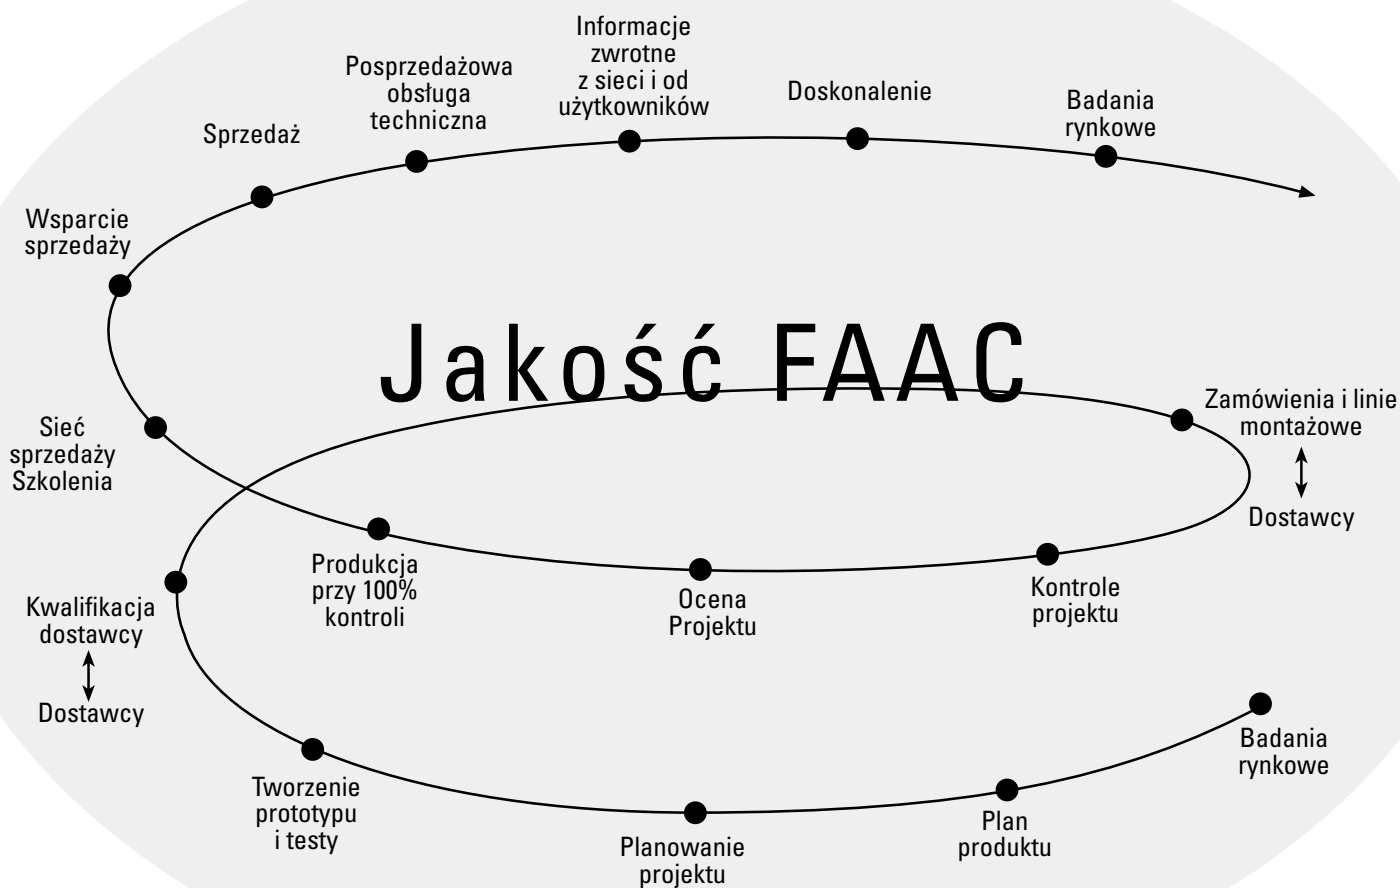 Informacje
zwrotne
z sieci i od
użytkowników
Posprzedażowa
obsługa
techniczna
Doskonalenie
Badania
rynkowe
Sprzedaż
Wsparcie
sprzedaży
Jakość FAAC
Zamówienia i linie
montażowe
Dostawcy
Sieć
sprzedaży
Szkolenia
Produkcja
przy 100%
kontroli
Ocena
Projektu
Kontrole
projektu
Kwalifikacja
dostawcy
Dostawcy
Tworzenie
prototypu
i testy
Planowanie
projektu
Plan
produktu
Badania
rynkowe